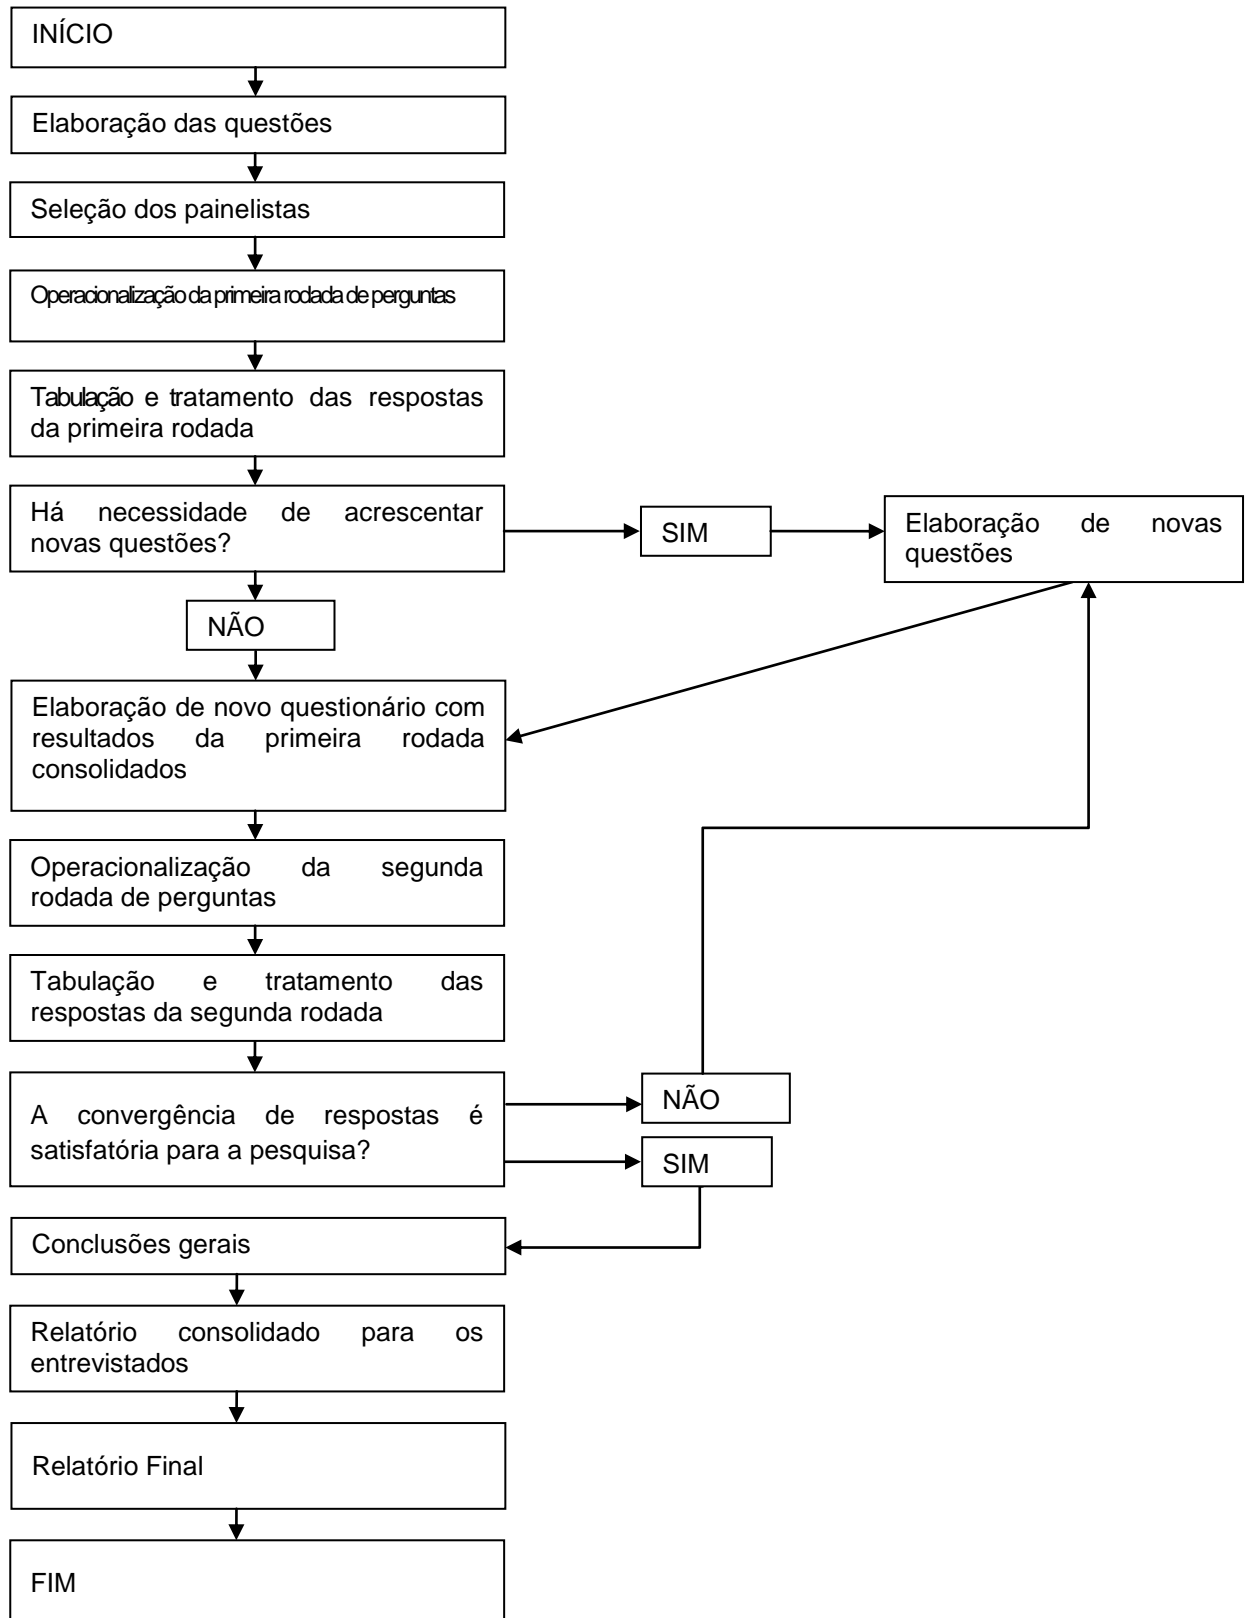 INÍCIO
Elaboração das questões
Seleção dos painelistas
Operacionalização da primeira rodada de perguntas
Tabulação e tratamento das respostas
da primeira rodada
Há necessidade de acrescentar
novas questões?
SIM
Elaboração de novas
questões
NÃO
Elaboração de novo questionário com
resultados da primeira rodada
consolidados
Operacionalização da segunda
rodada de perguntas
Tabulação e tratamento das
respostas da segunda rodada
A convergência de respostas é
satisfatória para a pesquisa?
NÃO
SIM
Conclusões gerais
Relatório consolidado para os
entrevistados
Relatório Final
FIM